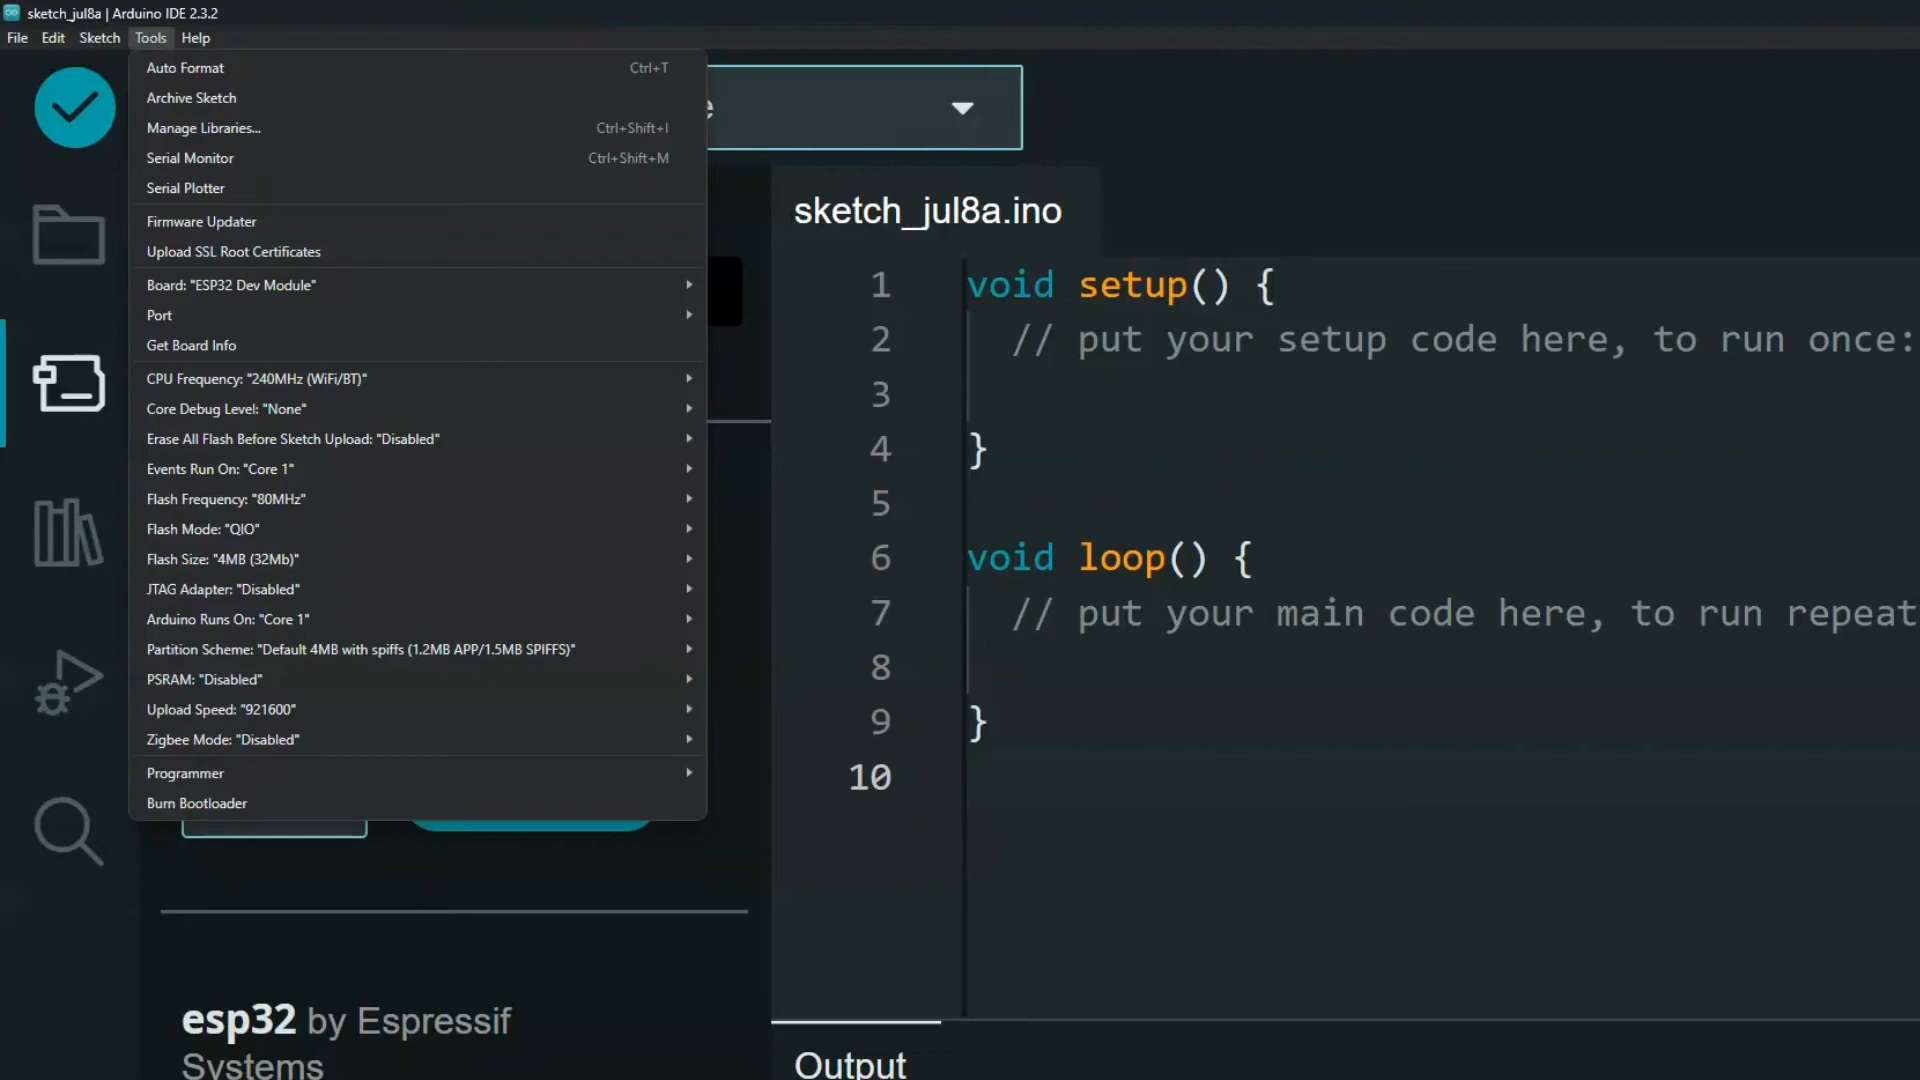 sketch_jul8a | Arduino IDE 2.3.2
File Edit Sketch Tools Help
Auto Format Ctrl+T
Archive Sketch
Manage Libraries... Ctrl+Shift+I
Serial Monitor Ctrl+Shift+M
Serial Plotter
Firmware Updater
Upload SSL Root Certificates
Board: "ESP32 Dev Module"
Port
Get Board Info
CPU Frequency: "240MHz (WiFi/BT)"
Core Debug Level: "None"
Erase All Flash Before Sketch Upload: "Disabled"
Events Run On: "Core 1"
Flash Frequency: "80MHz"
Flash Mode: "QIO"
Flash Size: "4MB (32Mb)"
JTAG Adapter: "Disabled"
Arduino Runs On: "Core 1"
Partition Scheme: "Default 4MB with spiffs (1.2MB APP/1.5MB SPIFFS)"
PSRAM: "Disabled"
Upload Speed: "921600"
Zigbee Mode: "Disabled"
Programmer
Burn Bootloader
esp32 by Espressif
Systems
sketch_jul8a.ino
1 void setup() {
2 // put your setup code here, to run once:
3
4 }
5
6 void loop() {
7 // put your main code here, to run repeat
8
9 }
10
Output